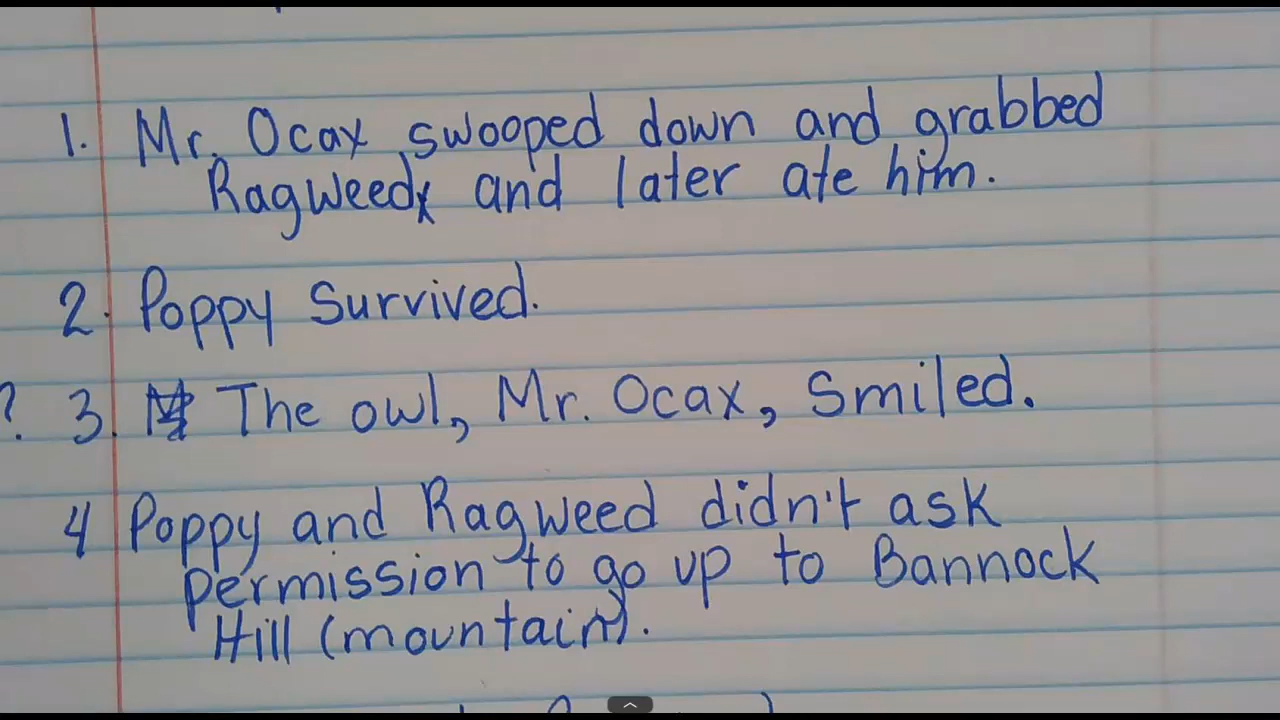 1. Mr. Ocax swooped down and grabbed
Ragweed and later ate him.
2. Poppy Survived.
? 3. The owl, Mr. Ocax, Smiled.
4 Poppy and Ragweed didn't ask
permission to go up to Bannock
Hill (mountain).